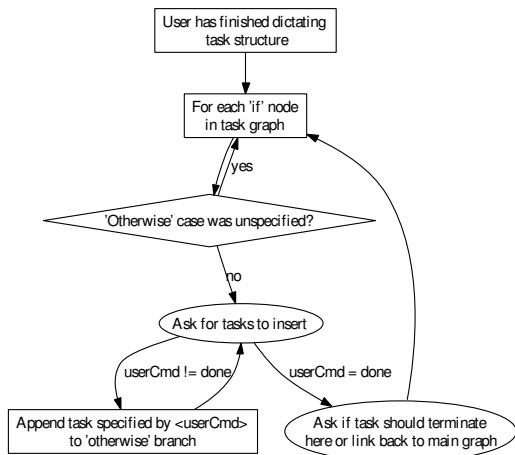 User has finished dictating
task structure
For each 'if' node
in task graph
yes
'Otherwise' case was unspecified?
no
Ask for tasks to insert
userCmd != done
userCmd = done
Append task specified by <userCmd>
to 'otherwise' branch
Ask if task should terminate
here or link back to main graph